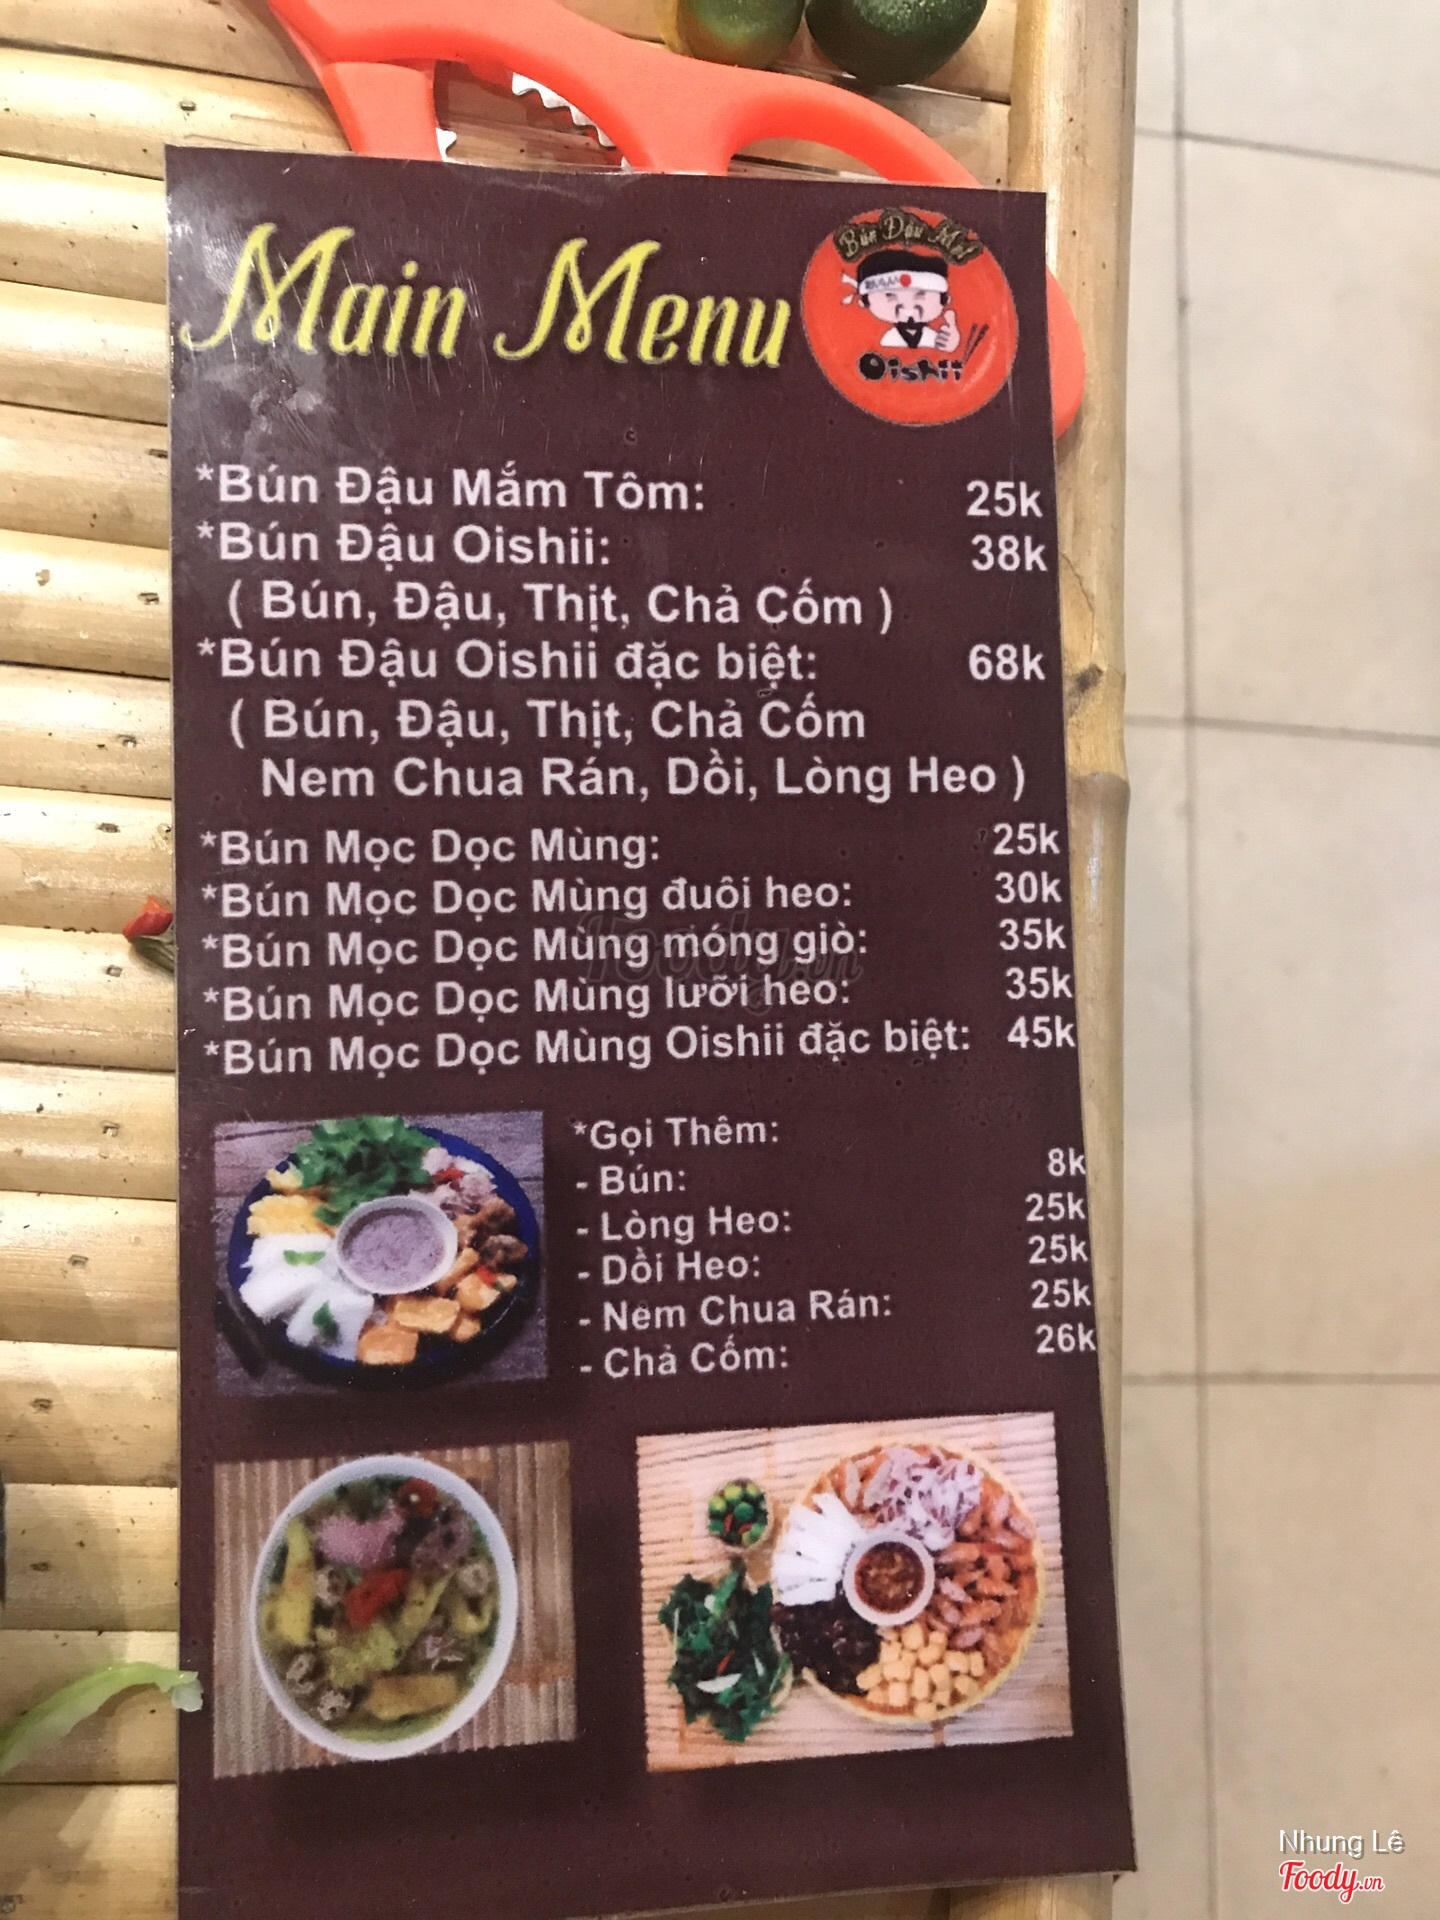 Main Menu
Bún Đậu Mẹt
Oishii
*Bún Đậu Mắm Tôm: 25k
*Bún Đậu Oishii: 38k
( Bún, Đậu, Thịt, Chả Cốm )
*Bún Đậu Oishii đặc biệt: 68k
( Bún, Đậu, Thịt, Chả Cốm
Nem Chua Rán, Dồi, Lòng Heo )
*Bún Mọc Dọc Mùng: 25k
*Bún Mọc Dọc Mùng đuôi heo: 30k
*Bún Mọc Dọc Mùng móng giò: 35k
*Bún Mọc Dọc Mùng lưỡi heo: 35k
*Bún Mọc Dọc Mùng Oishii đặc biệt: 45k
*Gọi Thêm:
- Bún: 8k
- Lòng Heo: 25k
- Dồi Heo: 25k
- Nem Chua Rán: 25k
- Chả Cốm: 26k
Foody.vn
Nhung Lê
Foody.vn